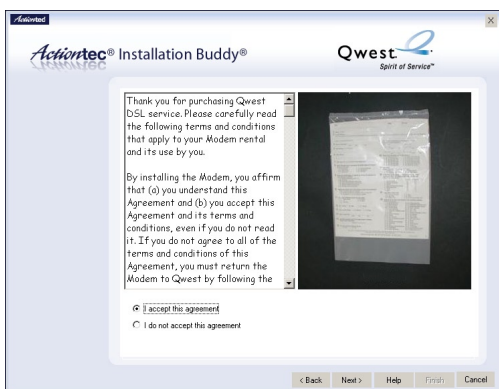 Actiontec
Actiontec® Installation Buddy®
Qwest
Spirit of Service™
Thank you for purchasing Qwest
DSL service. Please carefully read
the following terms and conditions
that apply to your Modem rental
and its use by you.
By installing the Modem, you affirm
that (a) you understand this
Agreement and (b) you accept this
Agreement and its terms and
conditions, even if you do not read
it. If you do not agree to all of the
terms and conditions of this
Agreement, you must return the
Modem to Qwest by following the
I accept this agreement
I do not accept this agreement
< Back Next > Help Finish Cancel